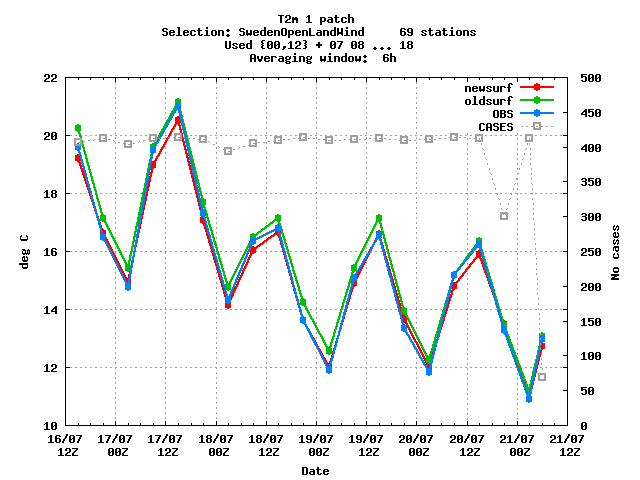 T2m 1 patch
Selection: SwedenOpenLandWind     69 stations
Used {00,12} + 07 08 ... 18
Averaging window:  6h
newsurf
oldsurf
OBS
CASES
22
20
18
16
14
12
10
deg C
500
450
400
350
300
250
200
150
100
50
0
No cases
16/07 17/07 17/07 18/07 18/07 19/07 19/07 20/07 20/07 21/07 21/07
12Z 00Z 12Z 00Z 12Z 00Z 12Z 00Z 12Z 00Z 12Z
Date